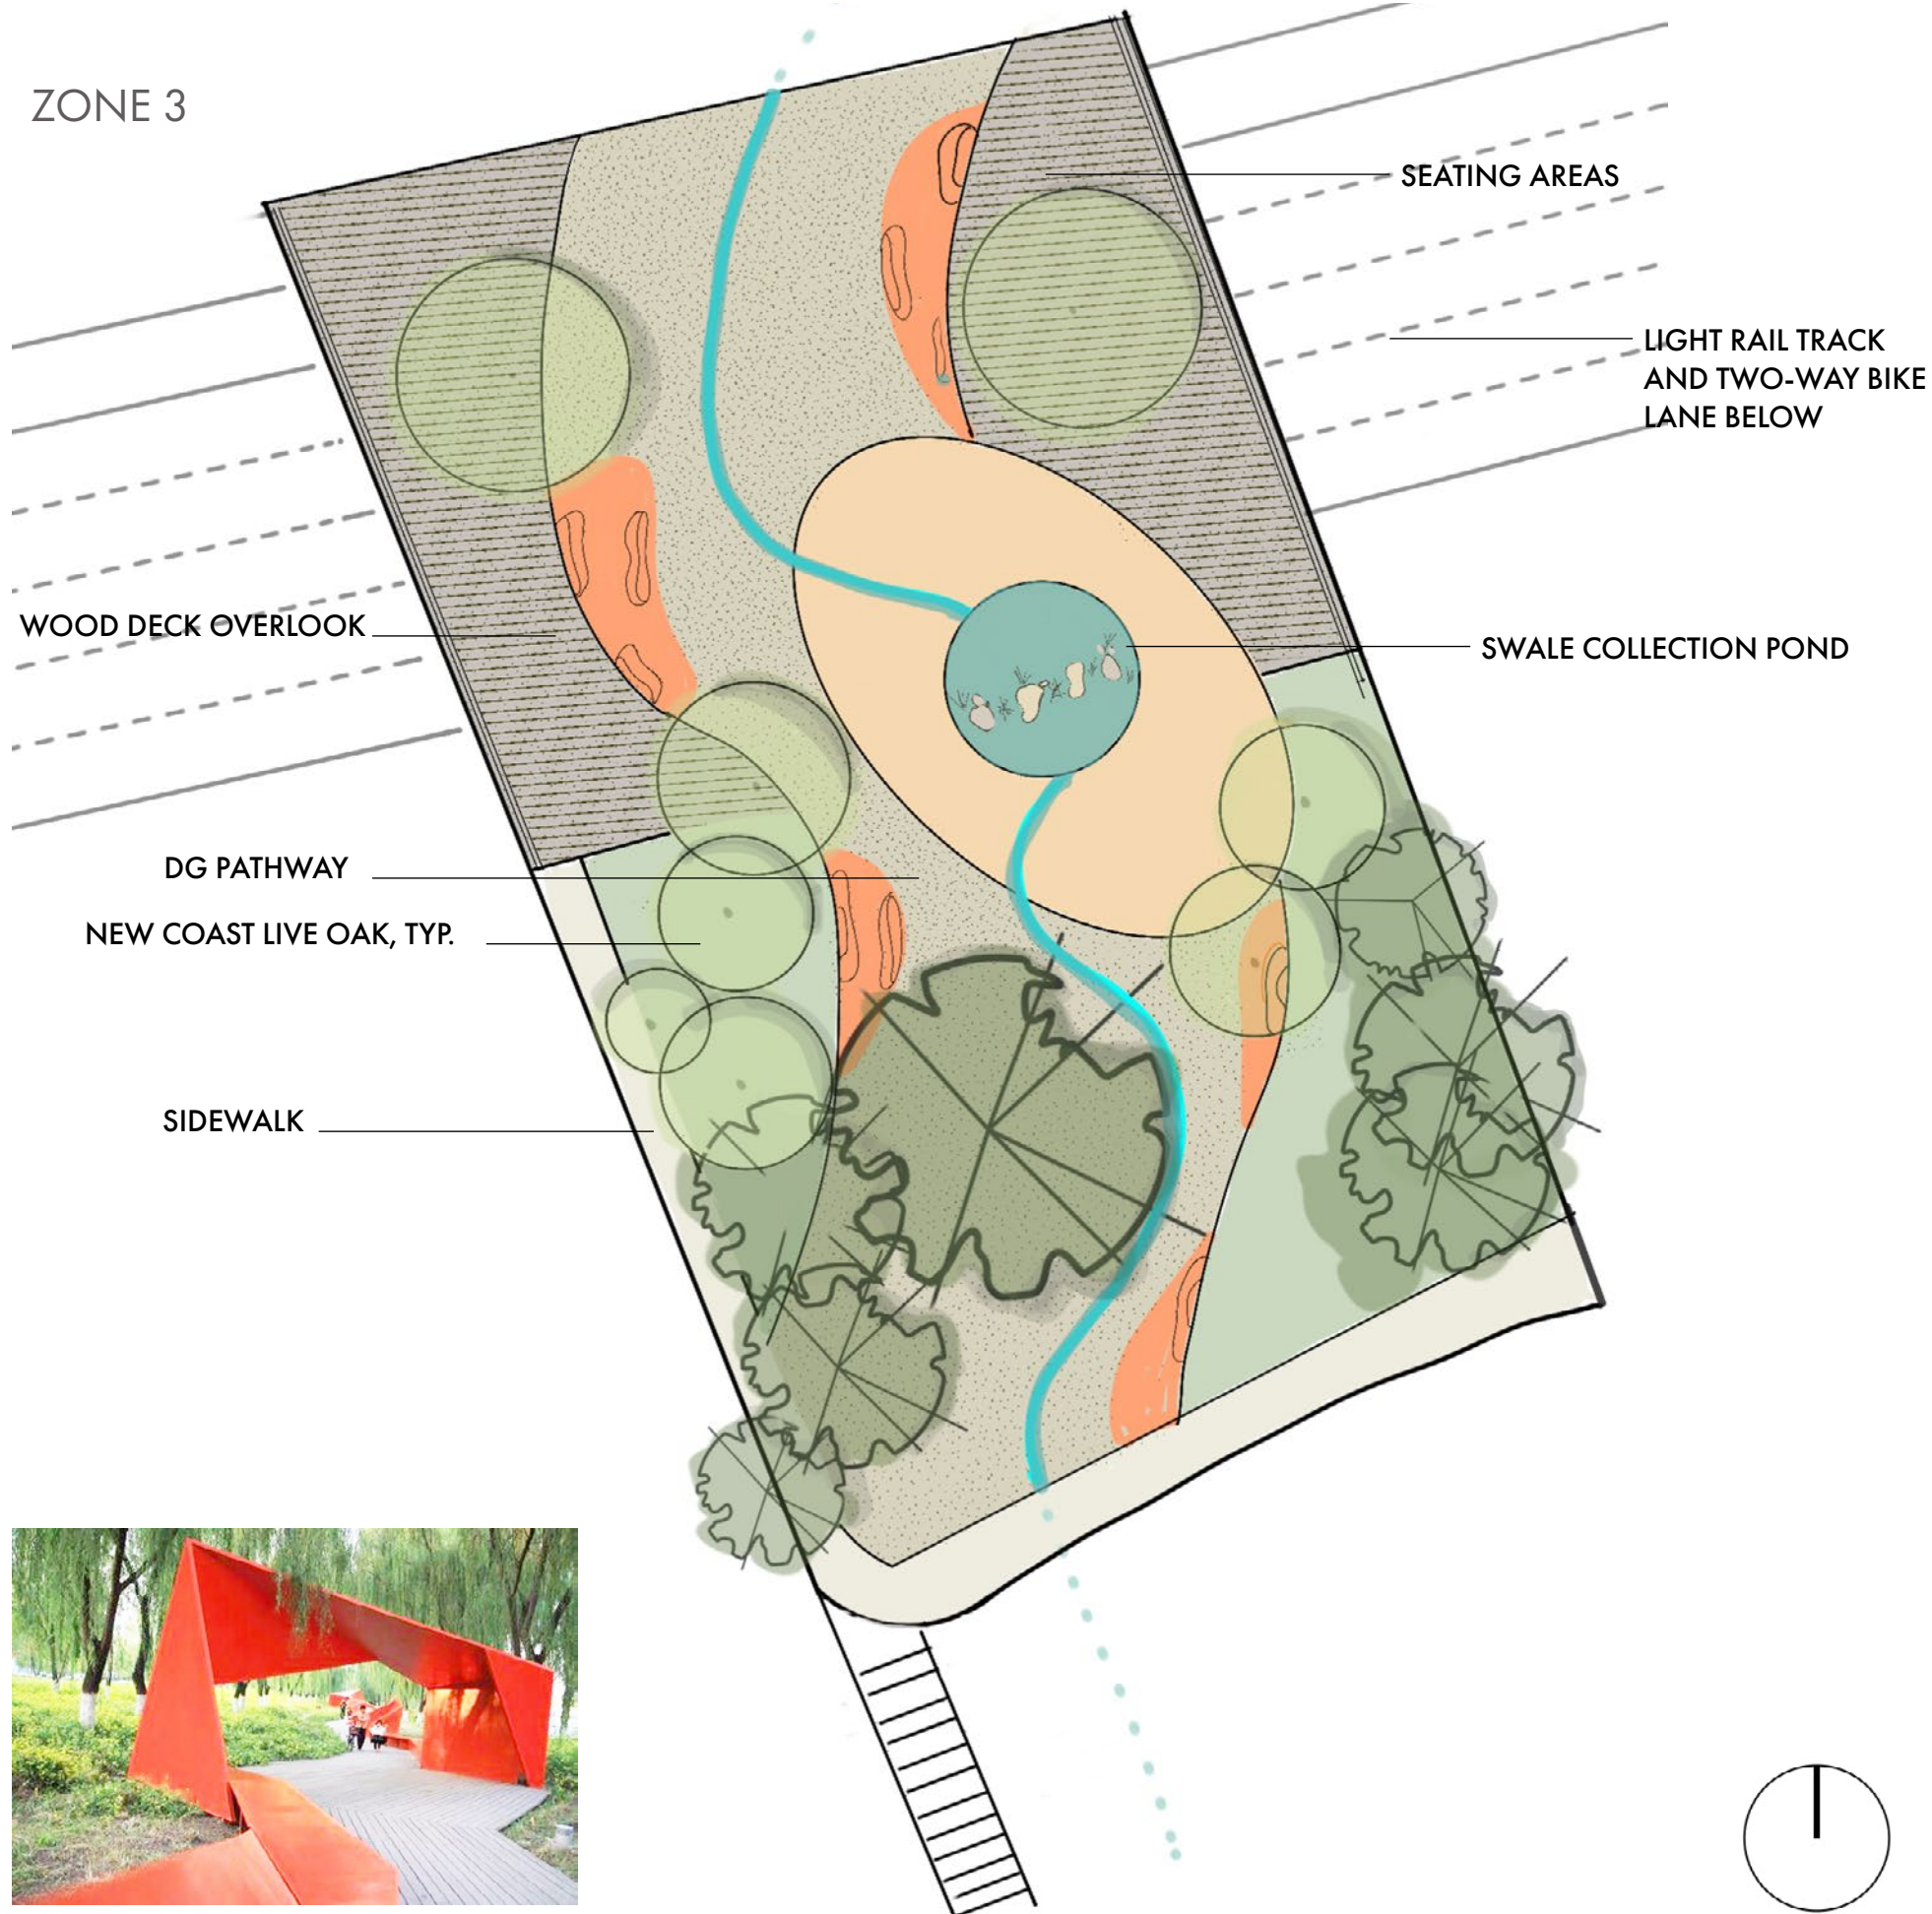 ZONE 3
SEATING AREAS
LIGHT RAIL TRACK
AND TWO-WAY BIKE
LANE BELOW
WOOD DECK OVERLOOK
SWALE COLLECTION POND
DG PATHWAY
NEW COAST LIVE OAK, TYP.
SIDEWALK